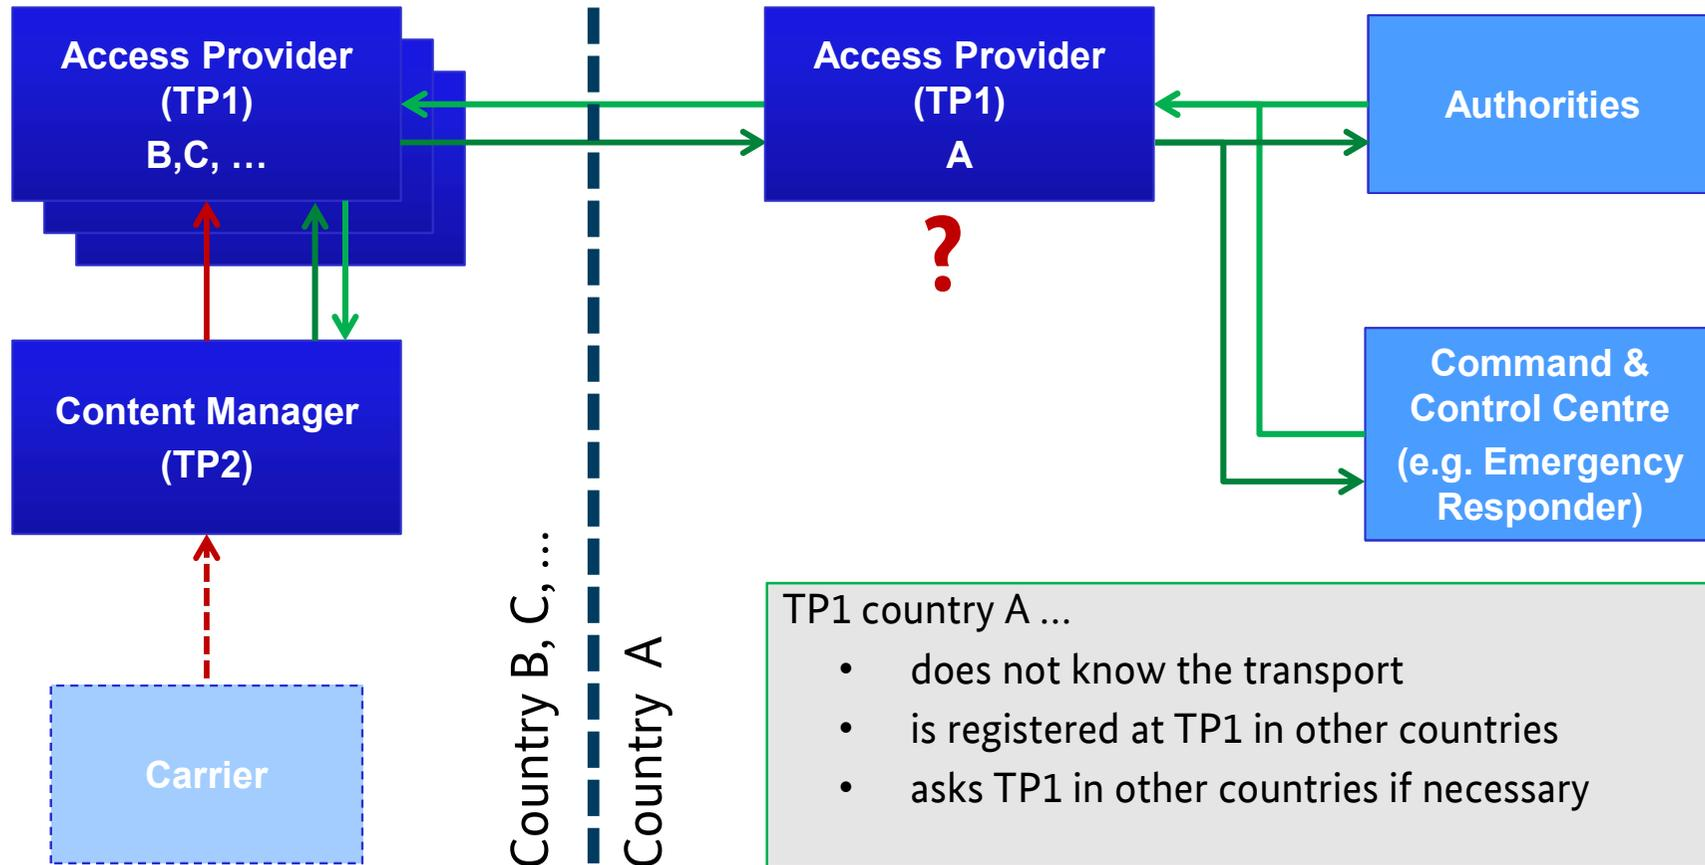 Access Provider
(TP1)
B,C, ...
Access Provider
(TP1)
A
Authorities
?
Content Manager
(TP2)
Command &
Control Centre
(e.g. Emergency
Responder)
Carrier
Country B, C, ...
Country A
TP1 country A ...
• does not know the transport
• is registered at TP1 in other countries
• asks TP1 in other countries if necessary